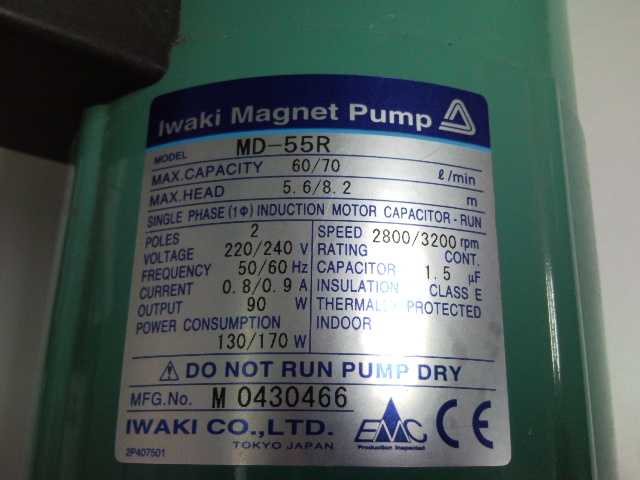 Iwaki Magnet Pump
MODEL MD-55R
MAX.CAPACITY 60/70 ℓ/min
MAX.HEAD 5.6/8.2 m
SINGLE PHASE (1Φ) INDUCTION MOTOR CAPACITOR-RUN
POLES 2
VOLTAGE 220/240 V
FREQUENCY 50/60 Hz
CURRENT 0.8/0.9 A
OUTPUT 90 W
POWER CONSUMPTION
130/170 W
SPEED 2800/3200 rpm
RATING CONT.
CAPACITOR 1.5 µF
INSULATION CLASS E
THERMALLY PROTECTED
INDOOR
⚠ DO NOT RUN PUMP DRY
MFG.No. M 0430466
IWAKI CO.,LTD.
TOKYO JAPAN
2P407501
EMC
Production Inspected
CE